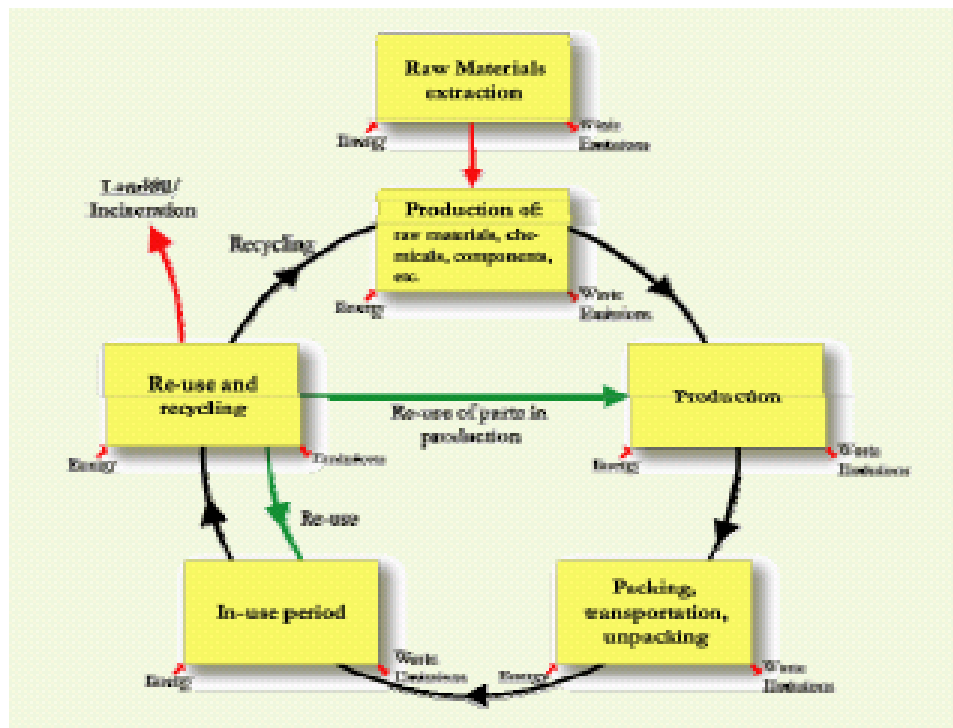 Raw Materials
extraction
Energy
Waste
Emissions
Landfill/
Incineration
Production of:
raw materials, che-
micals, components,
etc.
Recycling
Energy
Waste
Emissions
Re-use and
recycling
Production
Re-use of parts in
production
Energy
Emissions
Energy
Waste
Emissions
Re-use
In-use period
Packing,
transportation,
unpacking
Energy
Waste
Emissions
Energy
Waste
Emissions